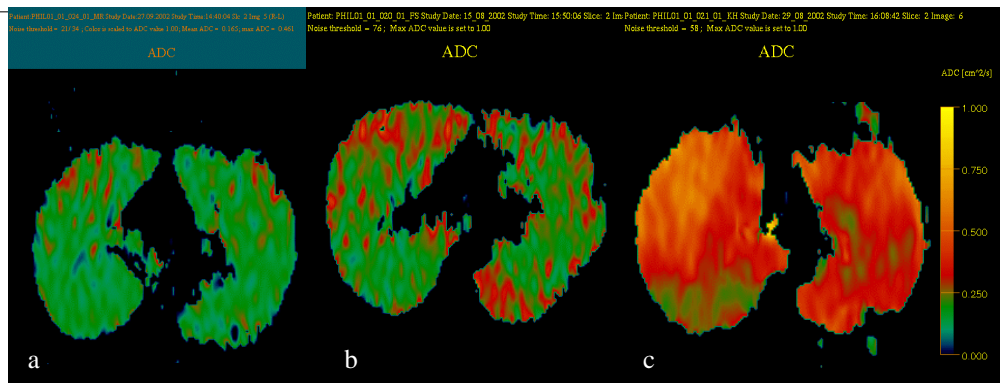 Patient:PHIL01_01_024_01_MR Study Date:27.09.2002 Study Time:14:40:04 Slc 2 Img 5 (R-L)
Noise threshold = 21/34 ; Color is scaled to ADC value 1.00; Mean ADC = 0.165; max ADC = 0.461
ADC
Patient: PHIL01_01_020_01_FS Study Date: 15_08_2002 Study Time: 15:50:06 Slice: 2 Im
Noise threshold = 76 ; Max ADC value is set to 1.00
ADC
Patient: PHIL01_01_021_01_KH Study Date: 29_08_2002 Study Time: 16:08:42 Slice: 2 Image: 6
Noise threshold = 58 ; Max ADC value is set to 1.00
ADC
ADC [cm^2/s]
1.000
0.750
0.500
0.250
0.000
a
b
c